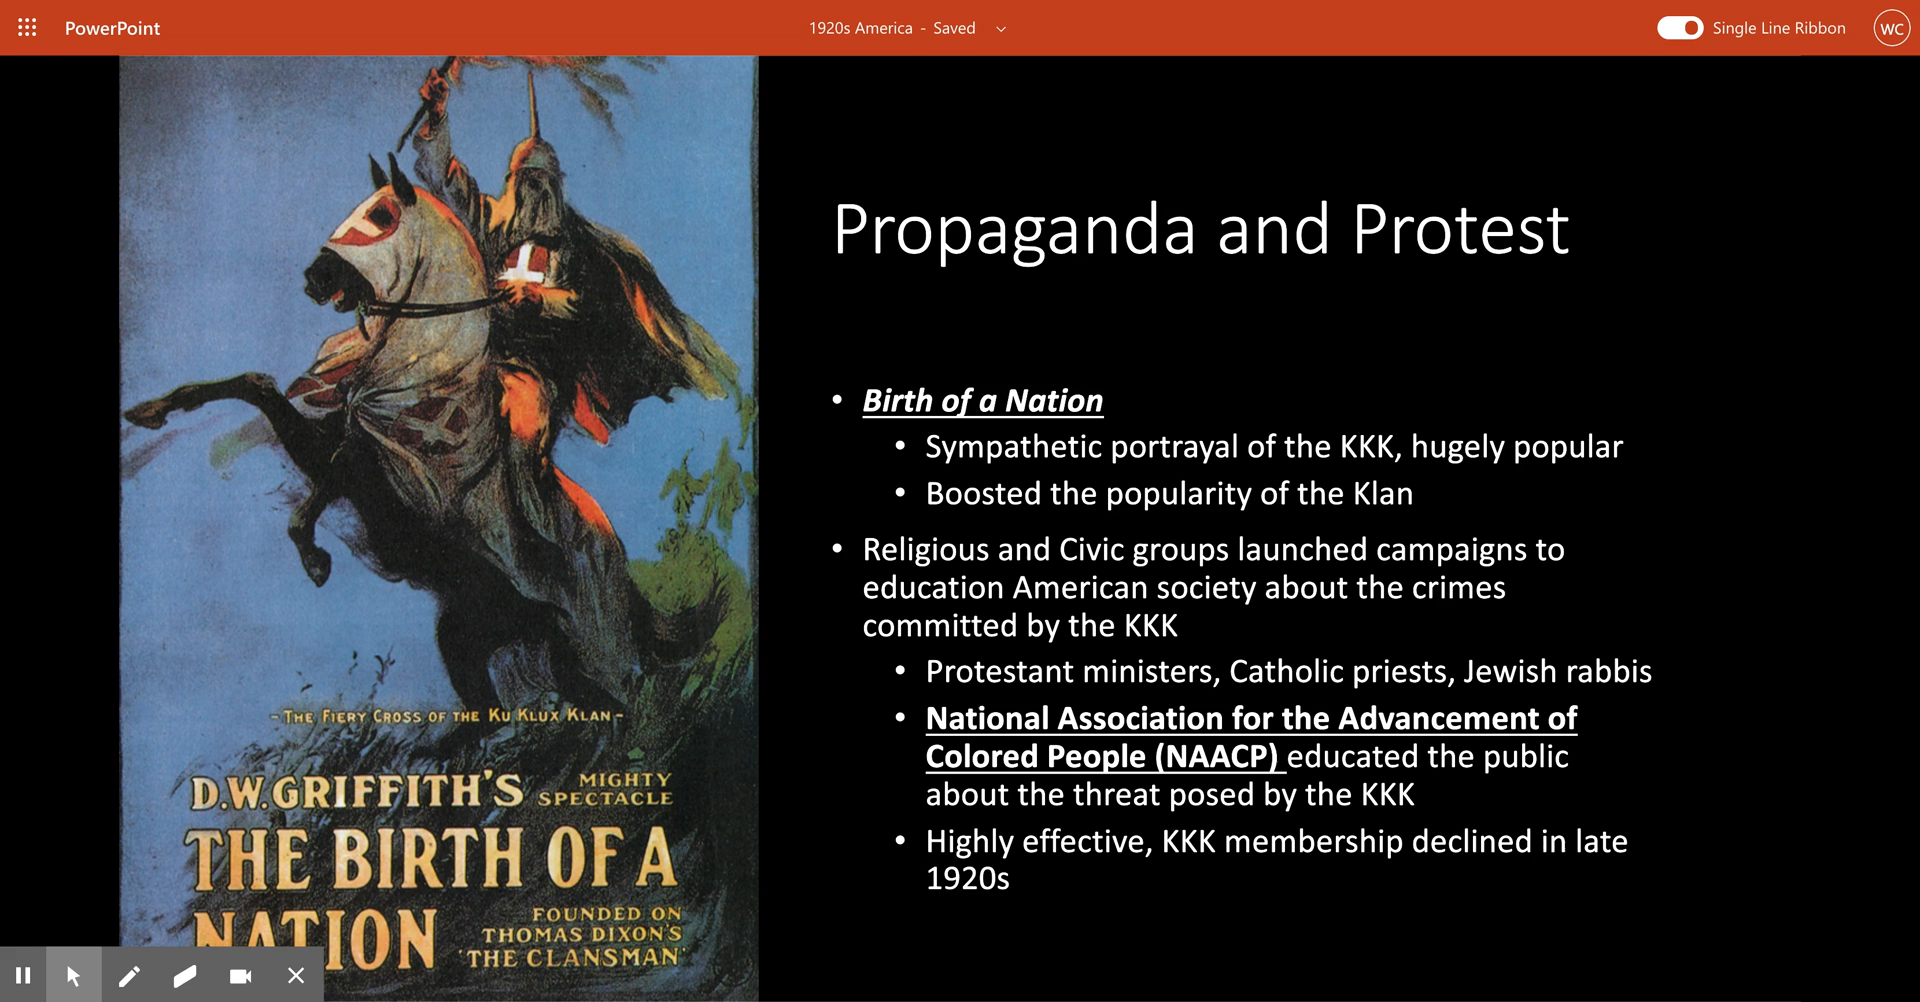 PowerPoint
1920s America - Saved
Single Line Ribbon
WC
Propaganda and Protest
• Birth of a Nation
• Sympathetic portrayal of the KKK, hugely popular
• Boosted the popularity of the Klan
• Religious and Civic groups launched campaigns to
education American society about the crimes
committed by the KKK
• Protestant ministers, Catholic priests, Jewish rabbis
• National Association for the Advancement of
Colored People (NAACP) educated the public
about the threat posed by the KKK
• Highly effective, KKK membership declined in late
1920s
- THE FIERY CROSS OF THE KU KLUX KLAN -
D.W. GRIFFITH'S
MIGHTY
SPECTACLE
THE BIRTH OF A
NATION
FOUNDED ON
THOMAS DIXON'S
'THE CLANSMAN'